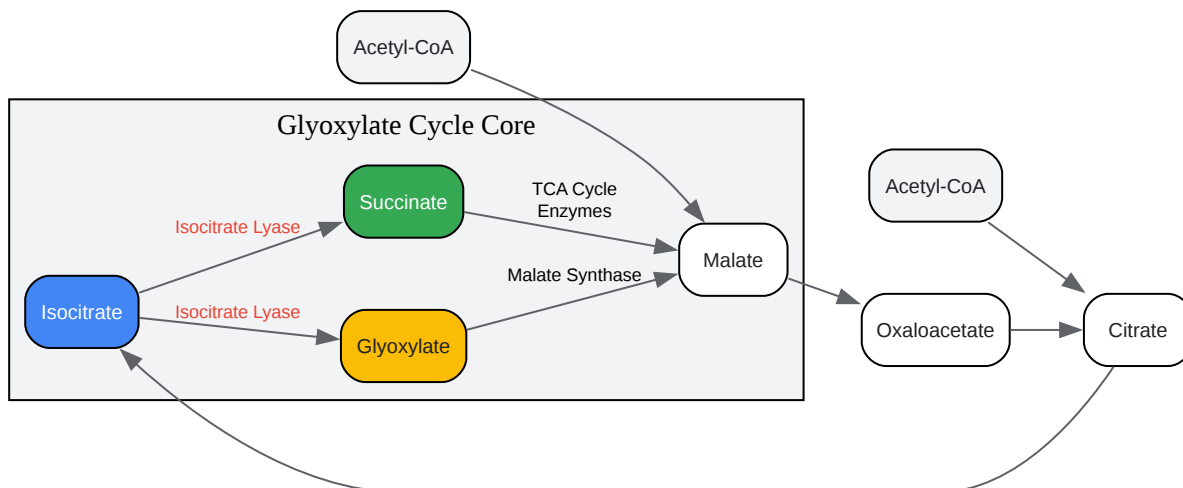 Acetyl-CoA
Glyoxylate Cycle Core
Acetyl-CoA
Succinate
TCA Cycle
Enzymes
Isocitrate Lyase
Malate
Malate Synthase
Isocitrate
Isocitrate Lyase
Oxaloacetate
Citrate
Glyoxylate